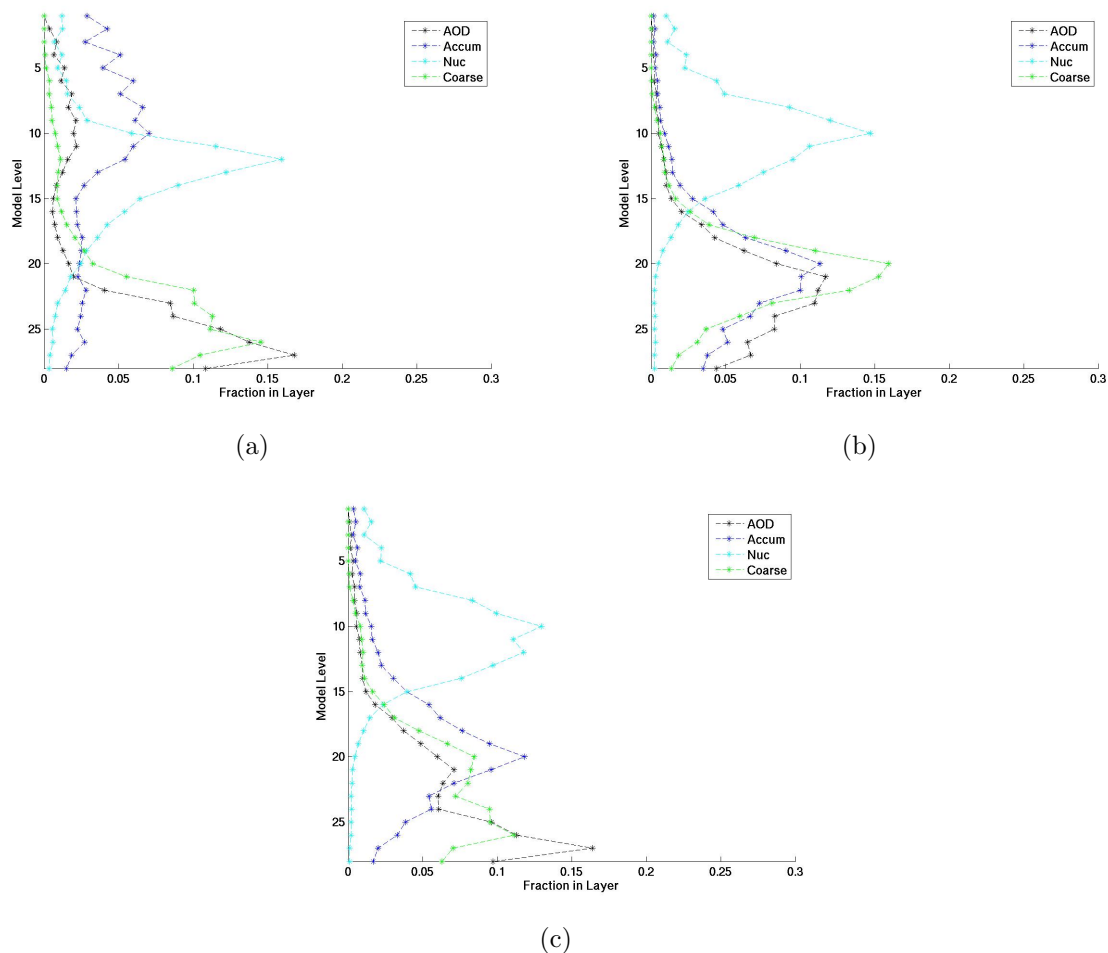 AOD
Accum
Nuc
Coarse
5
10
15
20
25
Model Level
0
0.05
0.1
0.15
0.2
0.25
0.3
Fraction in Layer
(a)
AOD
Accum
Nuc
Coarse
5
10
15
20
25
Model Level
0
0.05
0.1
0.15
0.2
0.25
0.3
Fraction in Layer
(b)
AOD
Accum
Nuc
Coarse
5
10
15
20
25
Model Level
0
0.05
0.1
0.15
0.2
0.25
0.3
Fraction in Layer
(c)